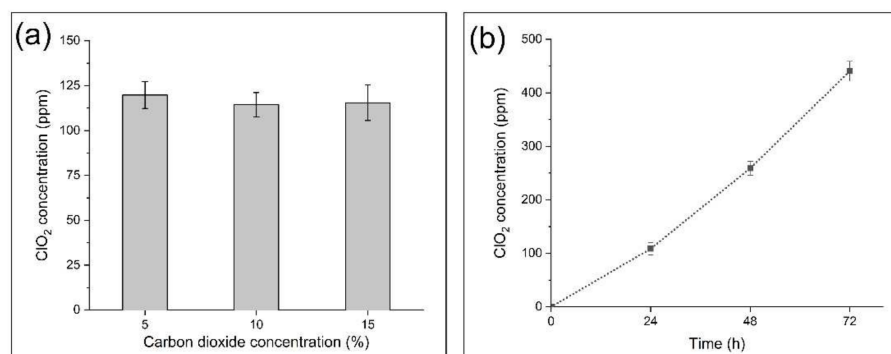 (a)
150
125
100
75
50
25
0
ClO₂ concentration (ppm)
5 10 15
Carbon dioxide concentration (%)
(b)
500
400
300
200
100
0
ClO₂ concentration (ppm)
0 24 48 72
Time (h)